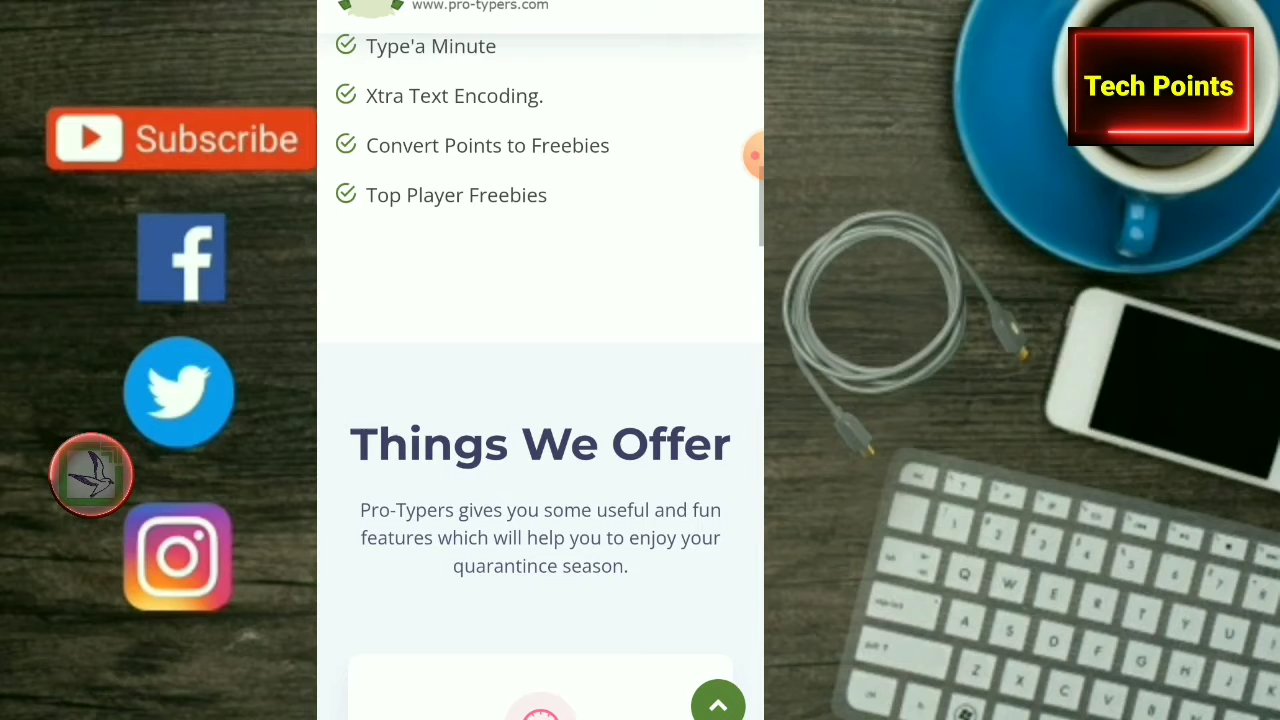 www.pro-typers.com
Type'a Minute
Xtra Text Encoding.
Convert Points to Freebies
Top Player Freebies
Things We Offer
Pro-Typers gives you some useful and fun
features which will help you to enjoy your
quarantince season.
Subscribe
Tech Points
Q W E R T Y U
A S D F G H J
Z X C V B